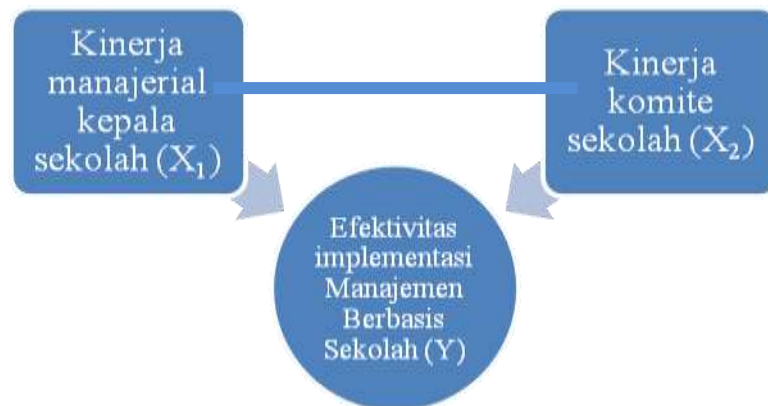 Kinerja
manajerial
kepala
sekolah (X₁)
Kinerja
komite
sekolah (X₂)
Efektivitas
implementasi
Manajemen
Berbasis
Sekolah (Y)